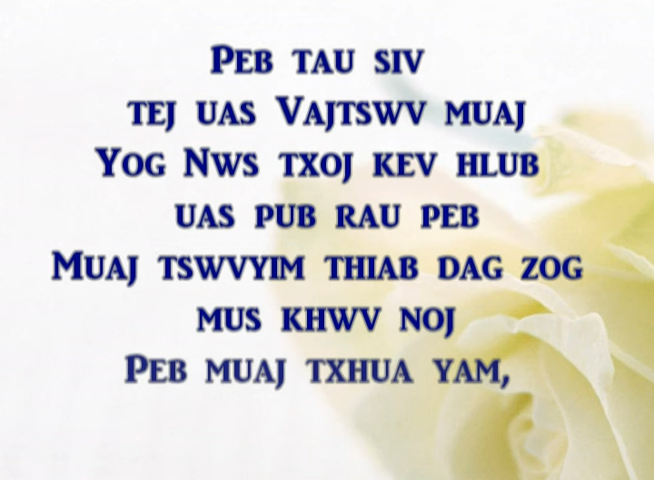 Peb tau siv
tej uas Vajtswv muaj
Yog Nws txoj kev hlub
uas pub rau peb
Muaj tswvyim thiab dag zog
mus khwv noj
Peb muaj txhua yam,